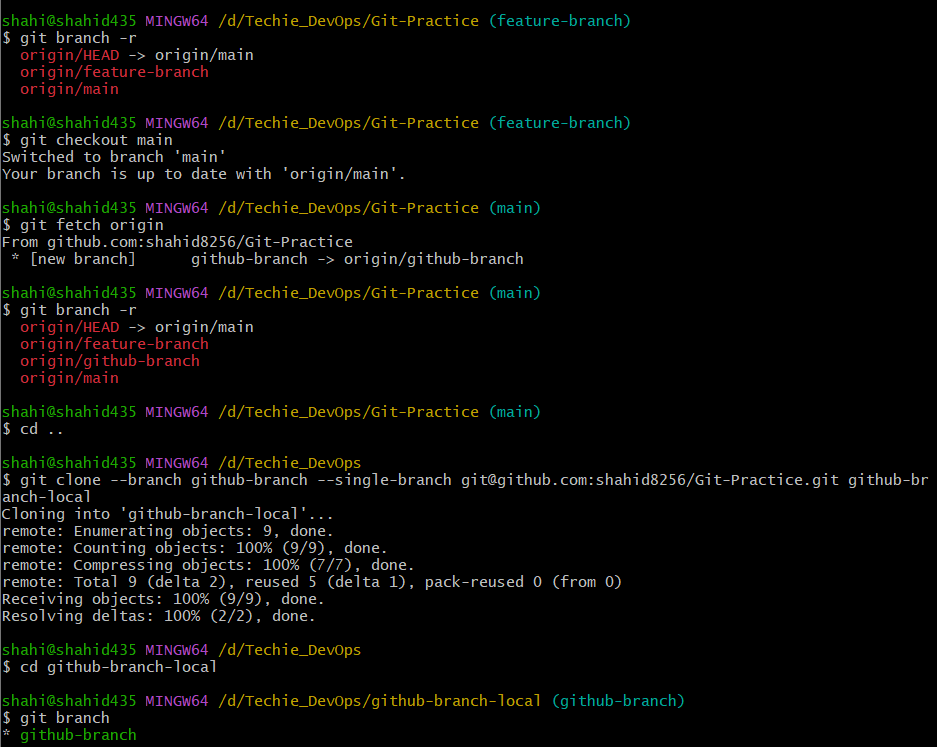 shahi@shahid435 MINGW64 /d/Techie_DevOps/Git-Practice (feature-branch)
$ git branch -r
  origin/HEAD -> origin/main
  origin/feature-branch
  origin/main

shahi@shahid435 MINGW64 /d/Techie_DevOps/Git-Practice (feature-branch)
$ git checkout main
Switched to branch 'main'
Your branch is up to date with 'origin/main'.

shahi@shahid435 MINGW64 /d/Techie_DevOps/Git-Practice (main)
$ git fetch origin
From github.com:shahid8256/Git-Practice
 * [new branch]      github-branch -> origin/github-branch

shahi@shahid435 MINGW64 /d/Techie_DevOps/Git-Practice (main)
$ git branch -r
  origin/HEAD -> origin/main
  origin/feature-branch
  origin/github-branch
  origin/main

shahi@shahid435 MINGW64 /d/Techie_DevOps/Git-Practice (main)
$ cd ..

shahi@shahid435 MINGW64 /d/Techie_DevOps
$ git clone --branch github-branch --single-branch git@github.com:shahid8256/Git-Practice.git github-br
anch-local
Cloning into 'github-branch-local'...
remote: Enumerating objects: 9, done.
remote: Counting objects: 100% (9/9), done.
remote: Compressing objects: 100% (7/7), done.
remote: Total 9 (delta 2), reused 5 (delta 1), pack-reused 0 (from 0)
Receiving objects: 100% (9/9), done.
Resolving deltas: 100% (2/2), done.

shahi@shahid435 MINGW64 /d/Techie_DevOps
$ cd github-branch-local

shahi@shahid435 MINGW64 /d/Techie_DevOps/github-branch-local (github-branch)
$ git branch
* github-branch